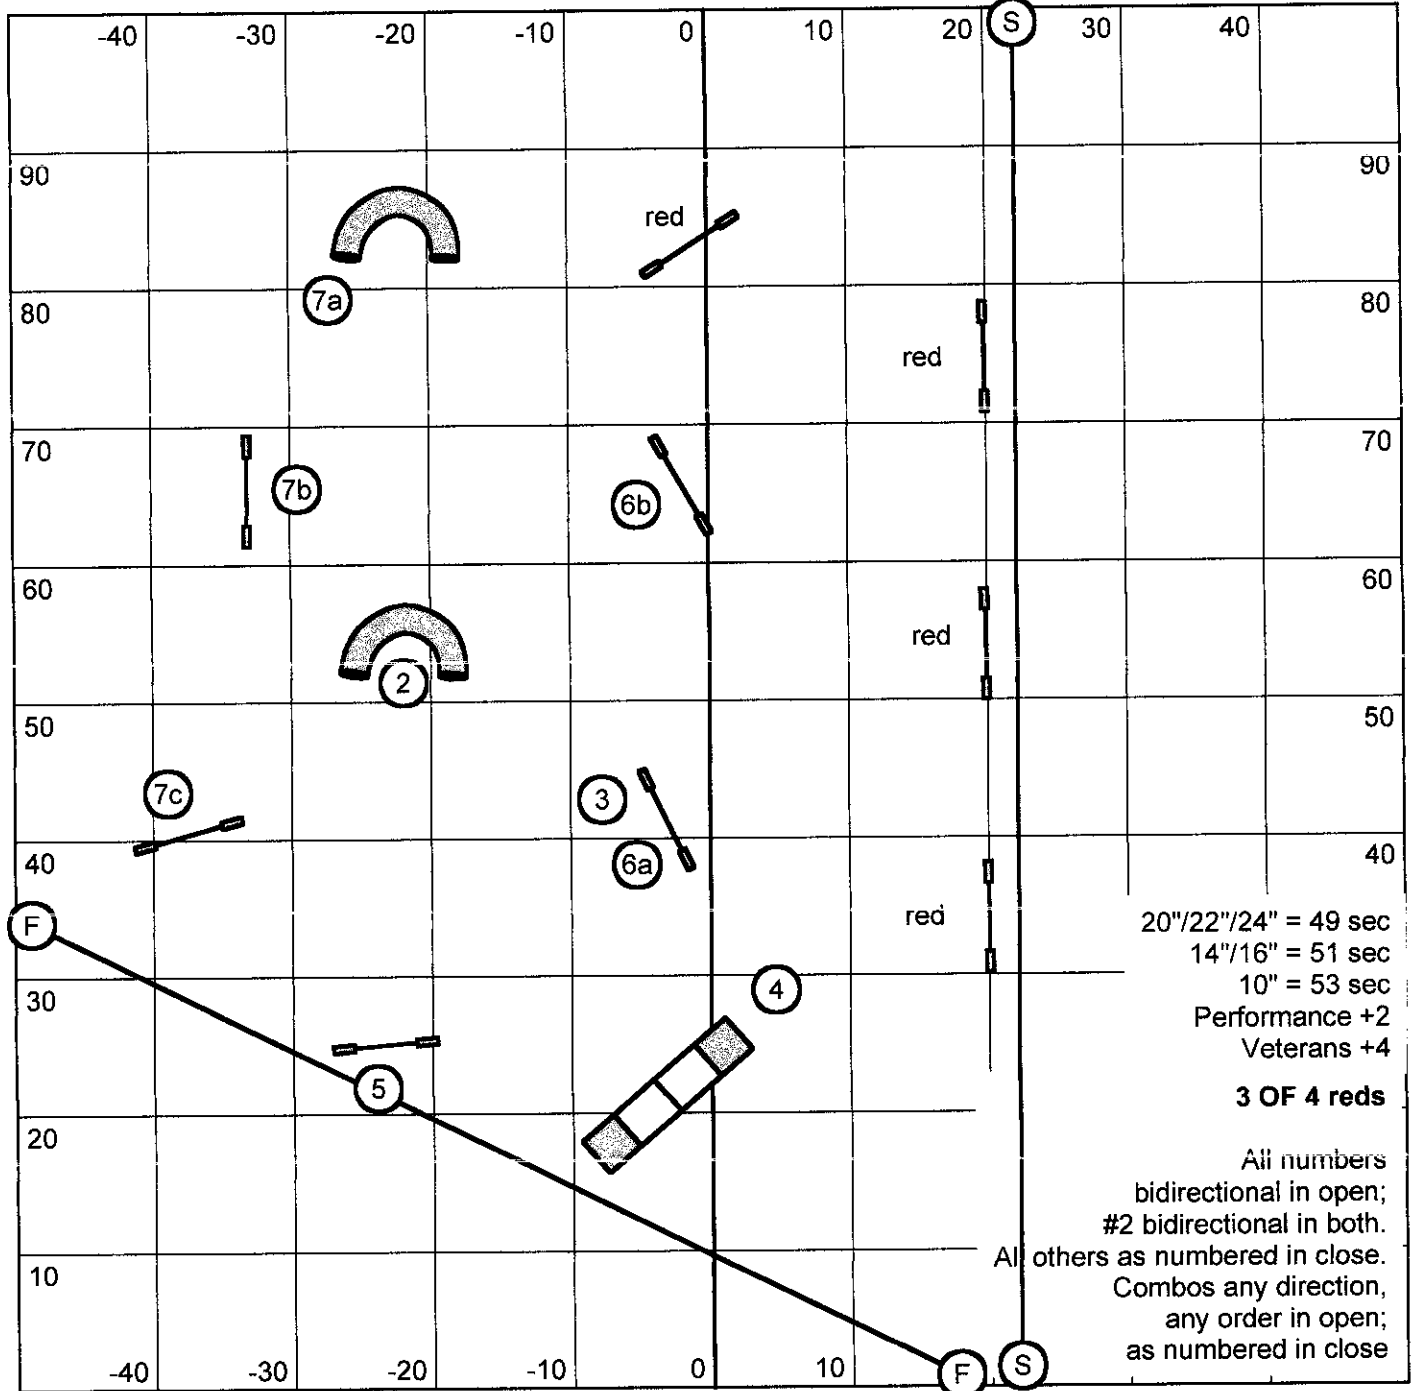 -40 -30 -20 -10 0 10 20 S 30 40
90 90
red
7a
80 80
red
70 70
7b
6b
60 60
red
2
50 50
7c
3
40 6a 40
red
F
20"/22"/24" = 49 sec
14"/16" = 51 sec
30 4
10" = 53 sec
Performance +2
Veterans +4
5
3 OF 4 reds
20
All numbers
bidirectional in open;
#2 bidirectional in both.
All others as numbered in close.
10
Combos any direction,
any order in open;
as numbered in close
-40 -30 -20 -10 0 10 F S